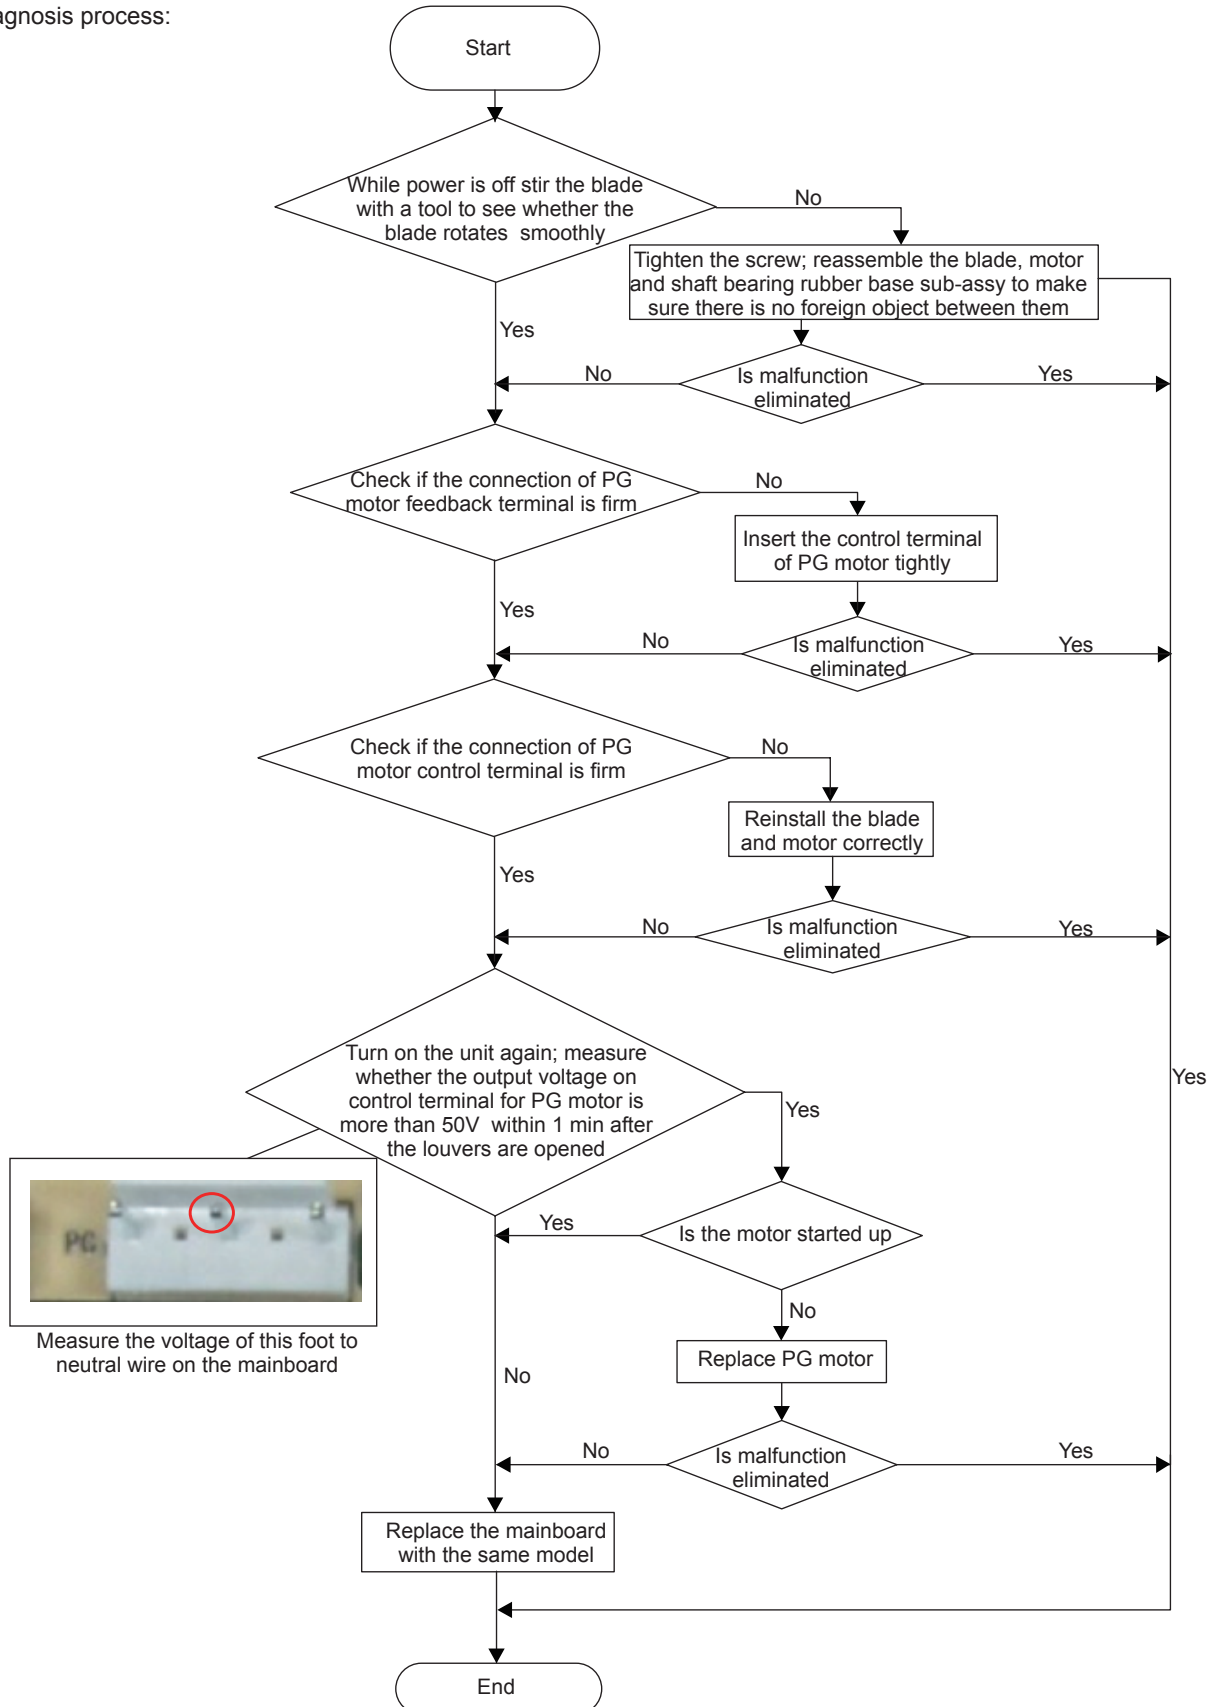 agnosis process:
Start
While power is off stir the blade
with a tool to see whether the
blade rotates smoothly
No
Tighten the screw; reassemble the blade, motor
and shaft bearing rubber base sub-assy to make
sure there is no foreign object between them
Yes
Is malfunction
eliminated
No
Yes
Check if the connection of PG
motor feedback terminal is firm
No
Insert the control terminal
of PG motor tightly
Yes
Is malfunction
eliminated
No
Yes
Check if the connection of PG
motor control terminal is firm
No
Reinstall the blade
and motor correctly
Yes
Is malfunction
eliminated
No
Yes
Turn on the unit again; measure
whether the output voltage on
control terminal for PG motor is
more than 50V within 1 min after
the louvers are opened
Yes
Yes
PG
Measure the voltage of this foot to
neutral wire on the mainboard
Yes
Is the motor started up
No
Replace PG motor
No
Is malfunction
eliminated
No
Yes
Replace the mainboard
with the same model
End